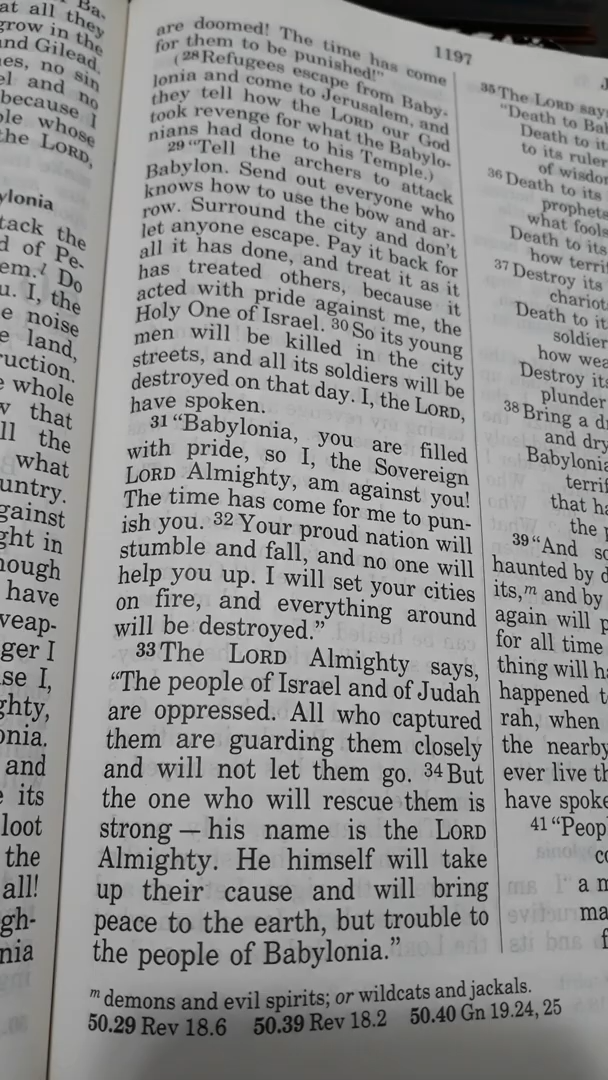 at all they
grow in the
and Gilead.
no sin
and no
because I
whose
the LORD,
ylonia
tack the
d of Pe-
em.l Do
u. I, the
e noise
e land,
ruction.
whole
that
ll the
what
untry.
gainst
ght in
hough
have
weap-
ger I
se I,
ghty,
onia.
and
its
loot
the
all!
gh-
nia
1197
are doomed! The time has come
for them to be punished!"
(28 Refugees escape from Baby-
lonia and come to Jerusalem, and
they tell how the LORD our God
took revenge for what the Babylo-
nians had done to his Temple.)
29 "Tell the archers to attack
Babylon. Send out everyone who
knows how to use the bow and ar-
row. Surround the city and don't
let anyone escape. Pay it back for
all it has done, and treat it as it
has treated others, because it
acted with pride against me, the
Holy One of Israel. 30 So its young
men will be killed in the city
streets, and all its soldiers will be
destroyed on that day. I, the LORD,
have spoken.
31 "Babylonia, you are filled
with pride, so I, the Sovereign
LORD Almighty, am against you!
The time has come for me to pun-
ish you. 32 Your proud nation will
stumble and fall, and no one will
help you up. I will set your cities
on fire, and everything around
will be destroyed."
33 The LORD Almighty says,
"The people of Israel and of Judah
are oppressed. All who captured
them are guarding them closely
and will not let them go. 34 But
the one who will rescue them is
strong — his name is the LORD
Almighty. He himself will take
up their cause and will bring
peace to the earth, but trouble to
the people of Babylonia."
35 The LORD say
"Death to Ba
Death to it
to its ruler
of wisdo
36 Death to its
prophets
what fools
Death to its
how terri
37 Destroy its
chariot
Death to it
soldier
how wea
Destroy its
plunder
38 Bring a d
and dry
Babylonia
terrif
that ha
the
39 "And so
haunted by d
its,m and by
again will p
for all time
thing will ha
happened t
rah, when
the nearby
ever live th
have spoke
41 "Peop
co
a m
ma
f
m demons and evil spirits; or wildcats and jackals.
50.29 Rev 18.6 50.39 Rev 18.2 50.40 Gn 19.24, 25